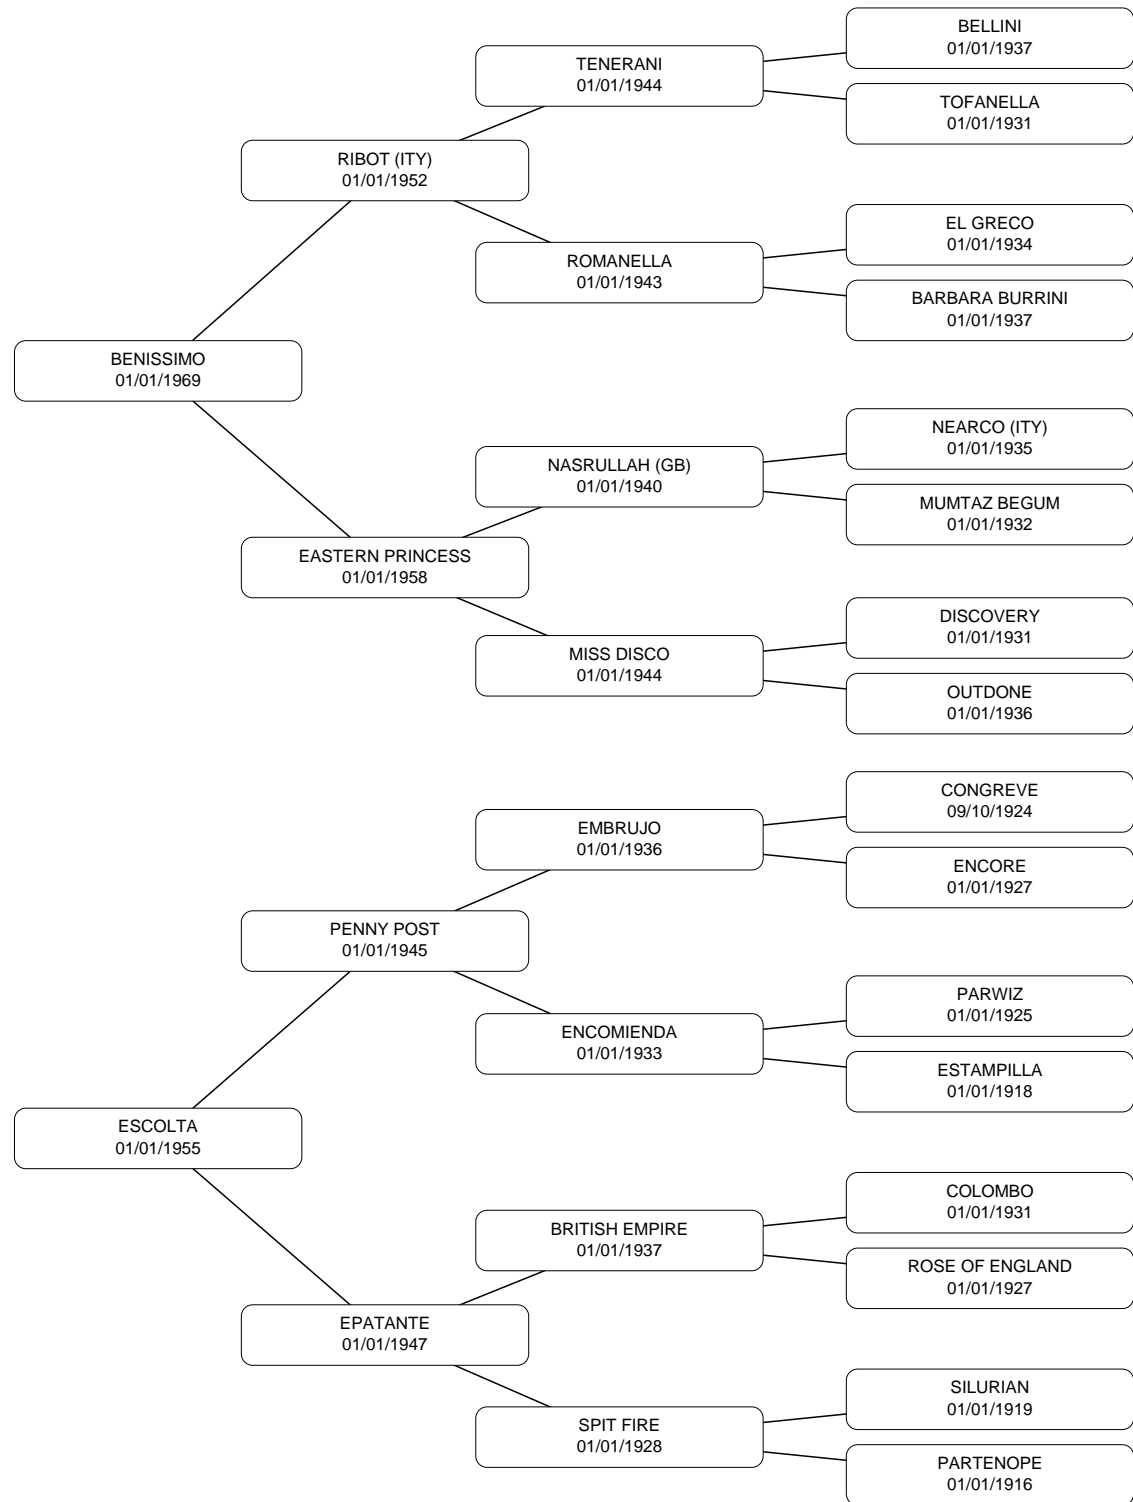 BELLINI
01/01/1937
TENERANI
01/01/1944
TOFANELLA
01/01/1931
RIBOT (ITY)
01/01/1952
EL GRECO
01/01/1934
ROMANELLA
01/01/1943
BARBARA BURRINI
01/01/1937
BENISSIMO
01/01/1969
NEARCO (ITY)
01/01/1935
NASRULLAH (GB)
01/01/1940
MUMTAZ BEGUM
01/01/1932
EASTERN PRINCESS
01/01/1958
DISCOVERY
01/01/1931
MISS DISCO
01/01/1944
OUTDONE
01/01/1936
CONGREVE
09/10/1924
EMBRUJO
01/01/1936
ENCORE
01/01/1927
PENNY POST
01/01/1945
PARWIZ
01/01/1925
ENCOMIENDA
01/01/1933
ESTAMPILLA
01/01/1918
ESCOLTA
01/01/1955
COLOMBO
01/01/1931
BRITISH EMPIRE
01/01/1937
ROSE OF ENGLAND
01/01/1927
EPATANTE
01/01/1947
SILURIAN
01/01/1919
SPIT FIRE
01/01/1928
PARTENOPE
01/01/1916